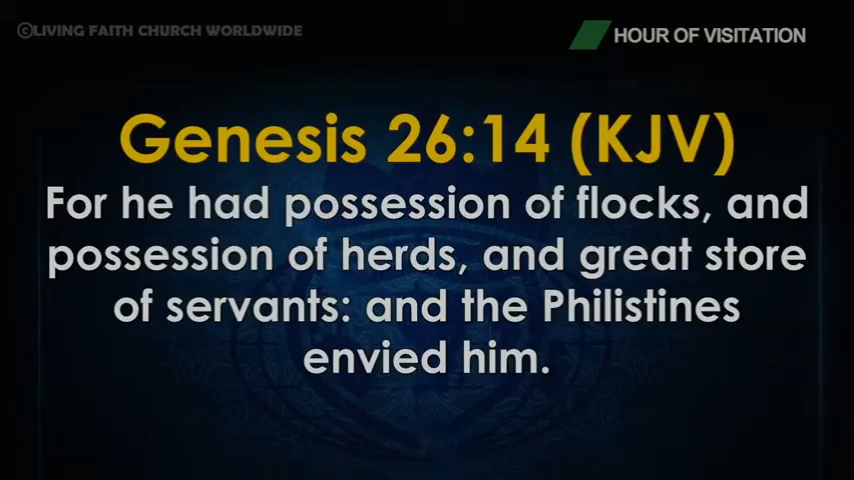 ©LIVING FAITH CHURCH WORLDWIDE
HOUR OF VISITATION
Genesis 26:14 (KJV)
For he had possession of flocks, and
possession of herds, and great store
of servants: and the Philistines
envied him.